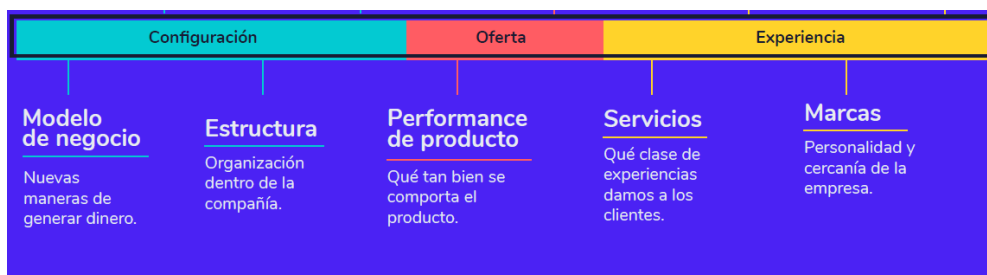 Configuración
Oferta
Experiencia
Modelo
de negocio
Nuevas
maneras de
generar dinero.
Estructura
Organización
dentro de la
compañía.
Performance
de producto
Qué tan bien se
comporta el
producto.
Servicios
Qué clase de
experiencias
damos a los
clientes.
Marcas
Personalidad y
cercanía de la
empresa.